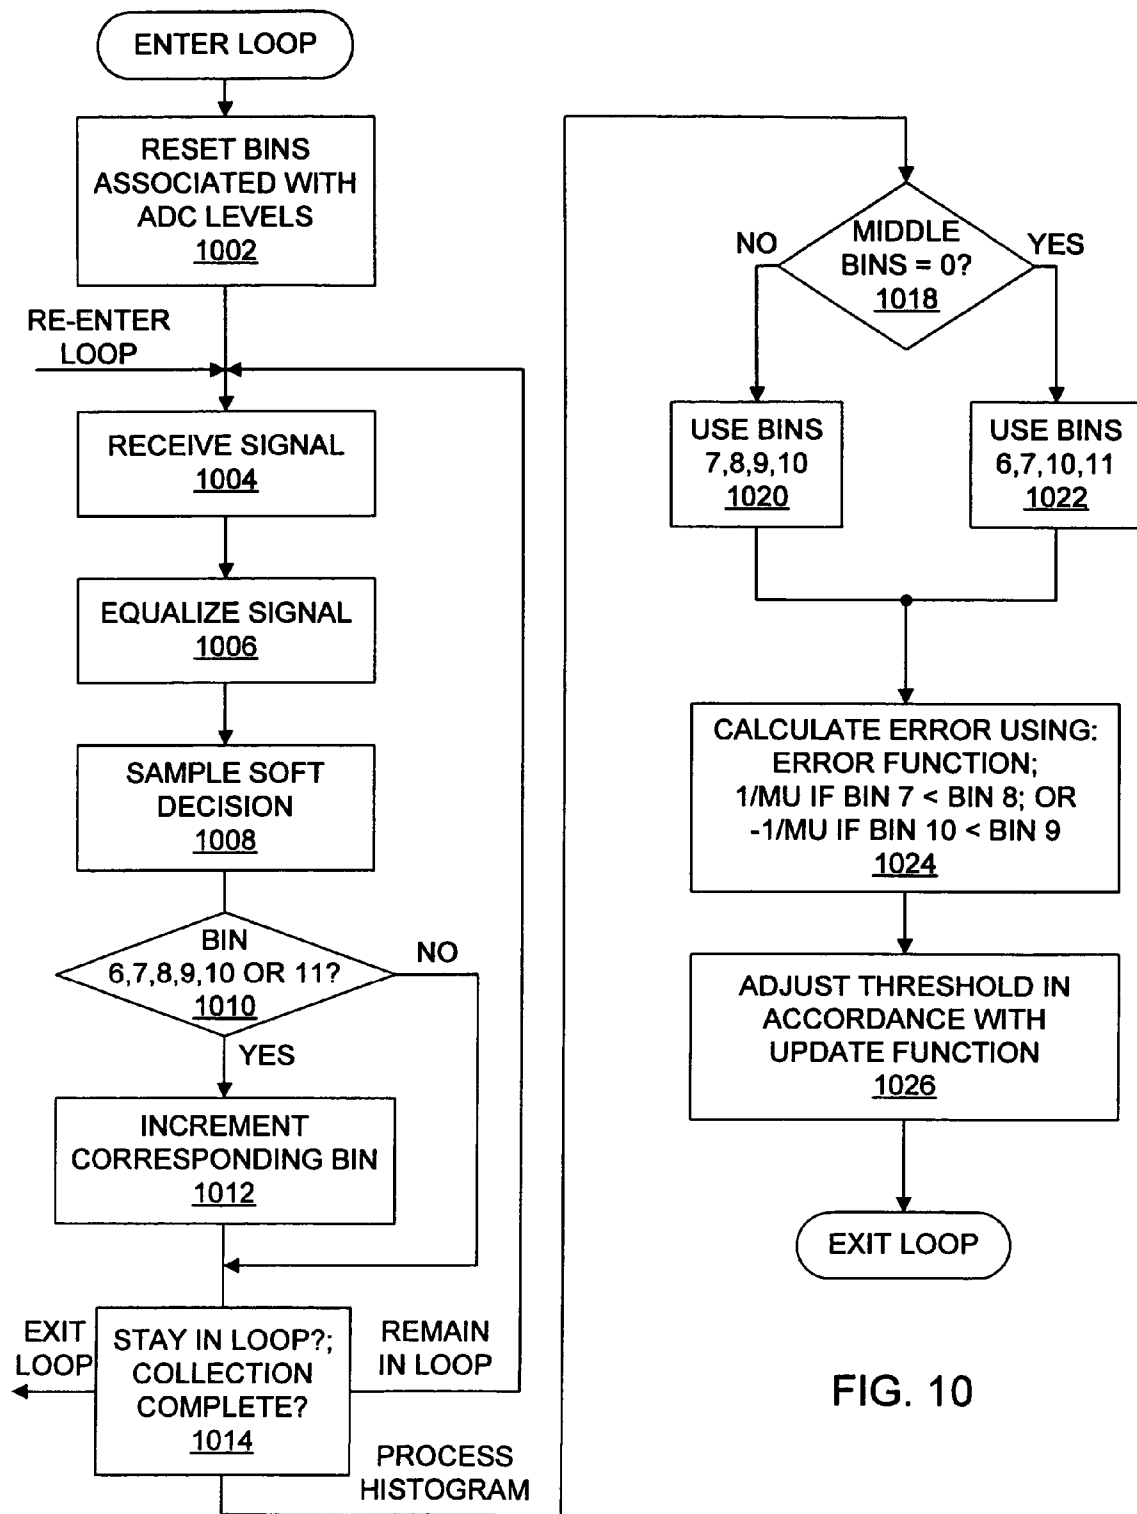 ENTER LOOP
RESET BINS
ASSOCIATED WITH
ADC LEVELS
1002
RE-ENTER
LOOP
RECEIVE SIGNAL
1004
EQUALIZE SIGNAL
1006
SAMPLE SOFT
DECISION
1008
BIN
6,7,8,9,10 OR 11?
1010
NO
YES
INCREMENT
CORRESPONDING BIN
1012
EXIT
LOOP
STAY IN LOOP?;
COLLECTION
COMPLETE?
1014
REMAIN
IN LOOP
PROCESS
HISTOGRAM
MIDDLE
BINS = 0?
1018
NO
YES
USE BINS
7,8,9,10
1020
USE BINS
6,7,10,11
1022
CALCULATE ERROR USING:
ERROR FUNCTION;
1/MU IF BIN 7 < BIN 8; OR
-1/MU IF BIN 10 < BIN 9
1024
ADJUST THRESHOLD IN
ACCORDANCE WITH
UPDATE FUNCTION
1026
EXIT LOOP
FIG. 10